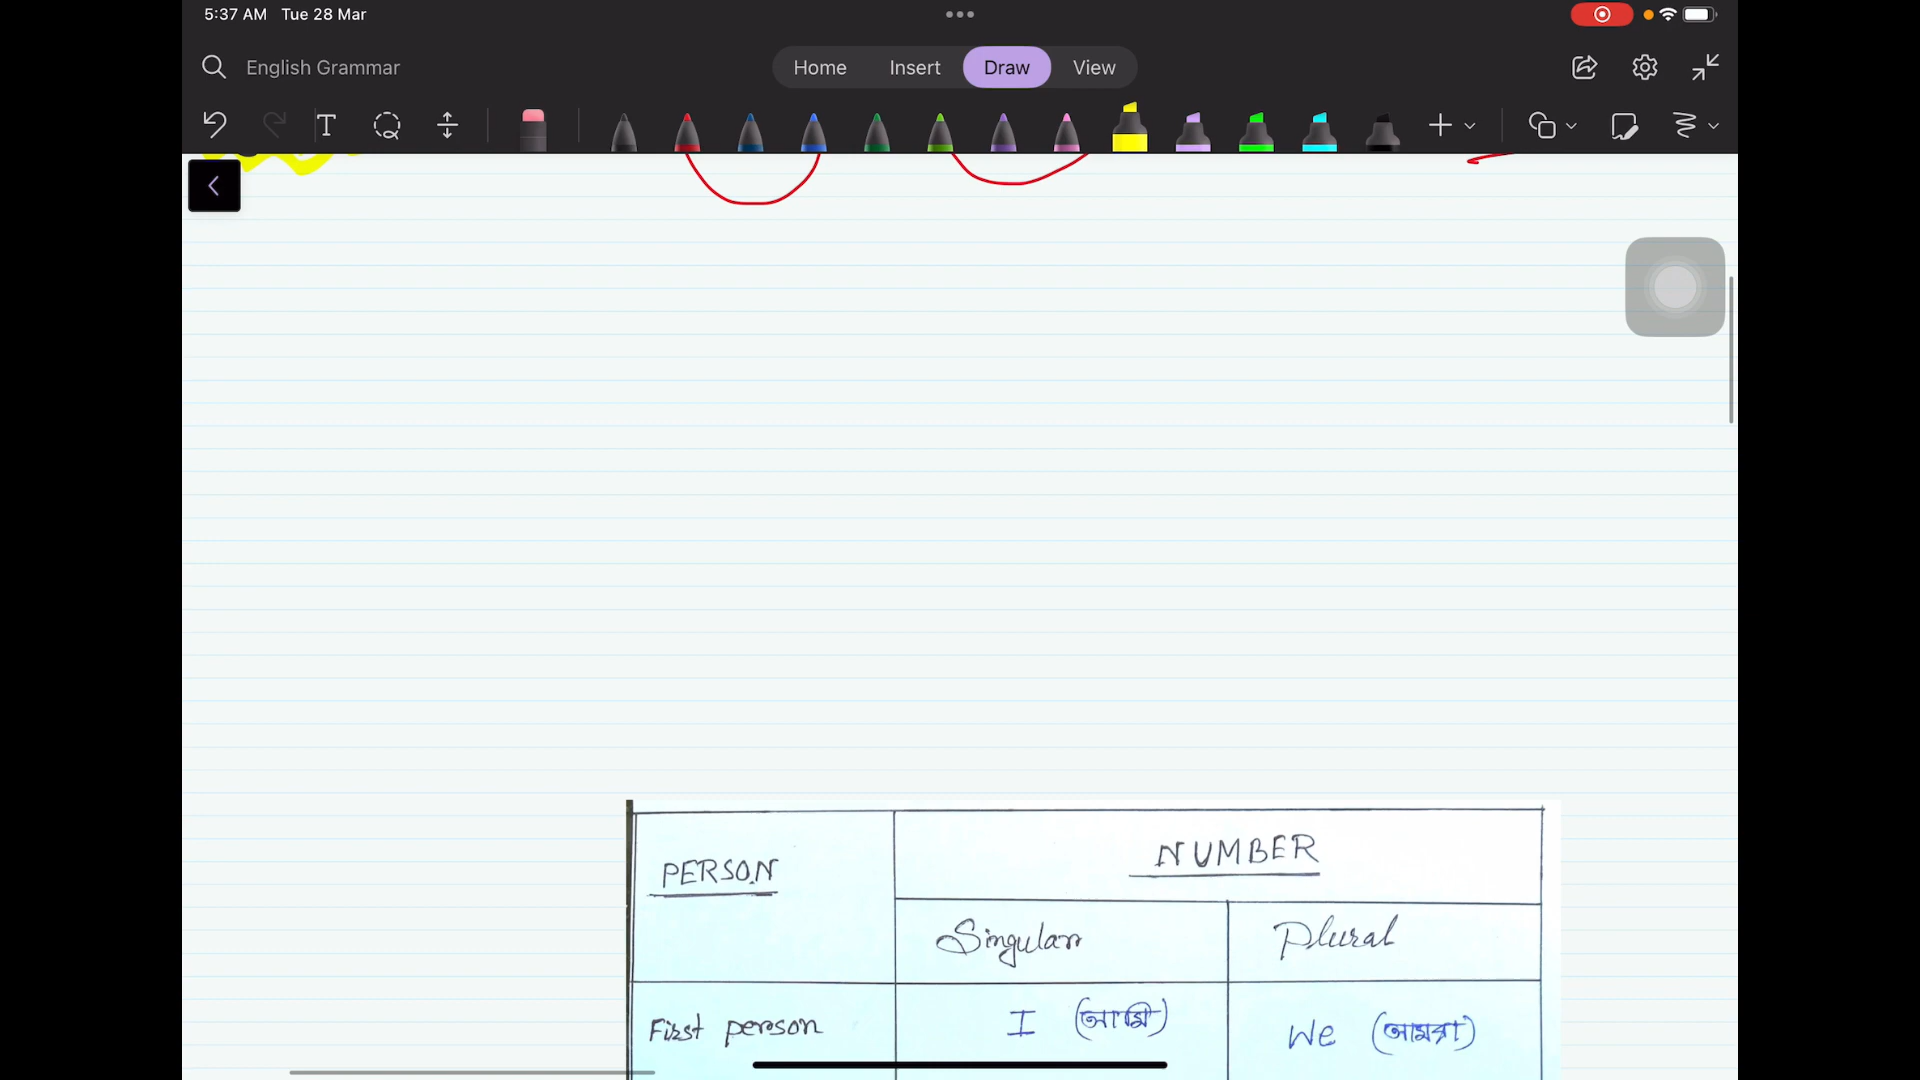 5:37 AM Tue 28 Mar
English Grammar
Home Insert Draw View
PERSON
NUMBER
Singular
Plural
First person
I (আমি)
We (আমরা)